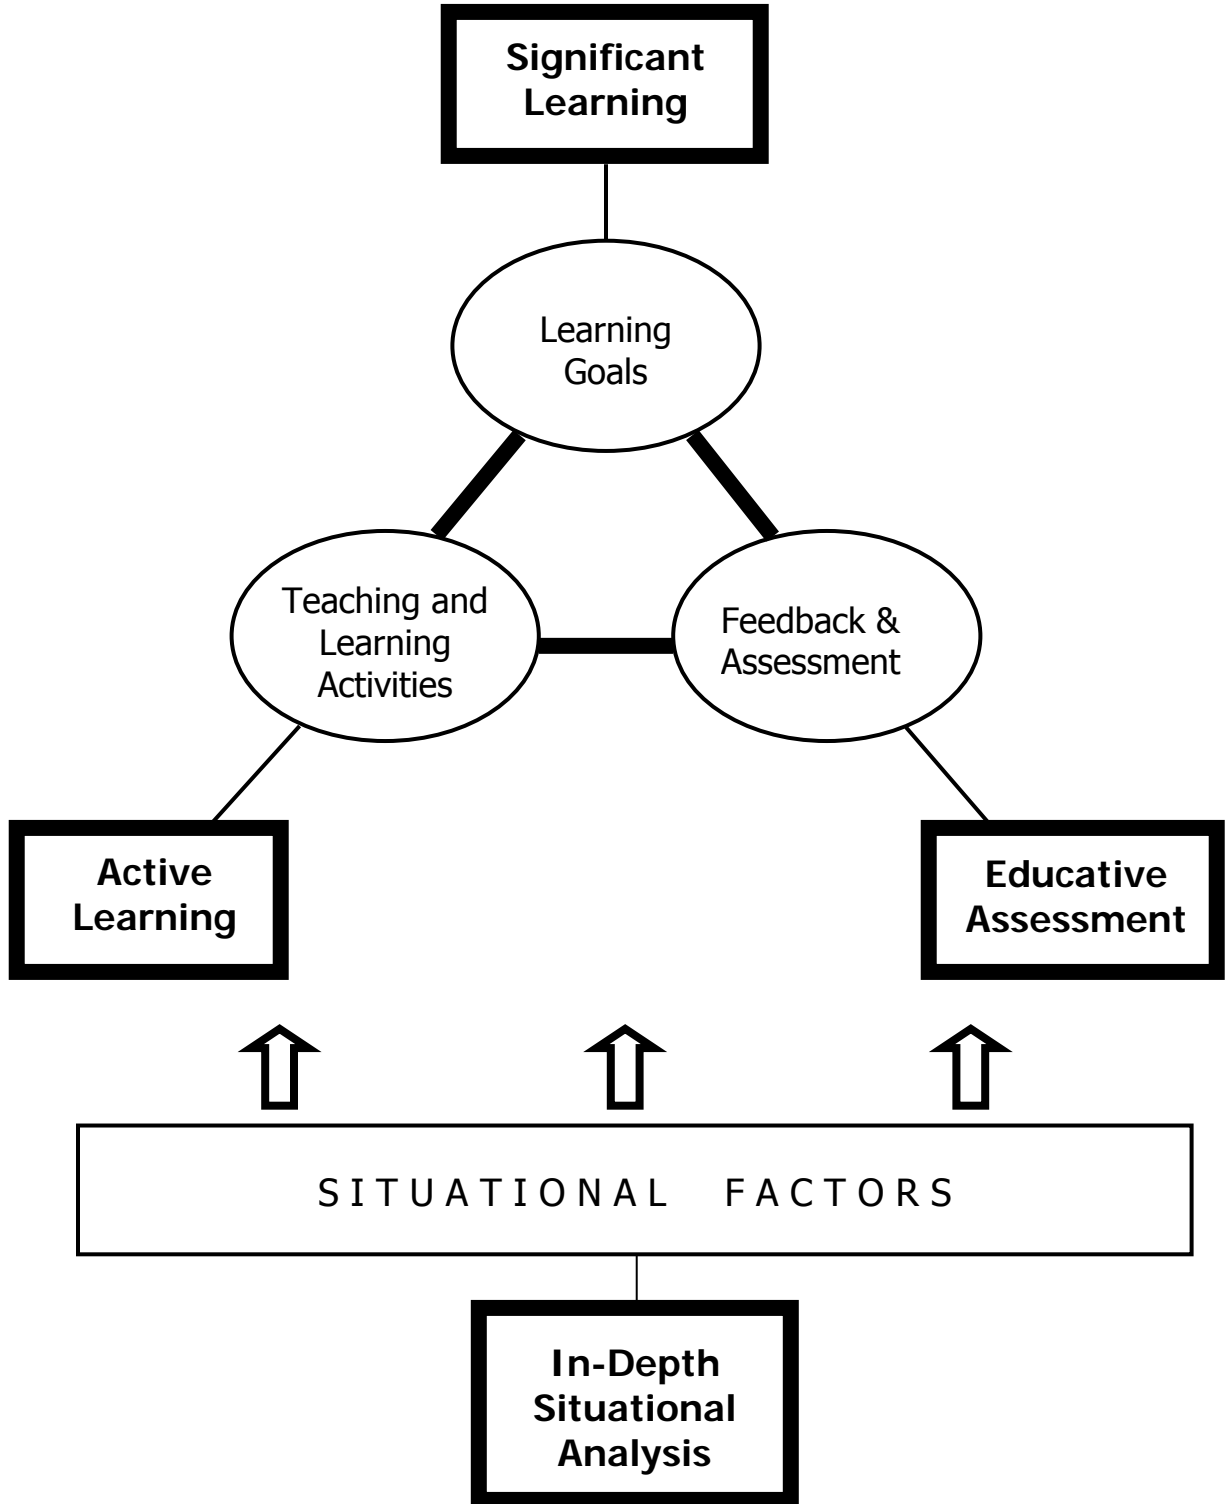 Significant
Learning
Learning
Goals
Teaching and
Learning
Activities
Feedback &
Assessment
Active
Learning
Educative
Assessment
SITUATIONAL FACTORS
In-Depth
Situational
Analysis